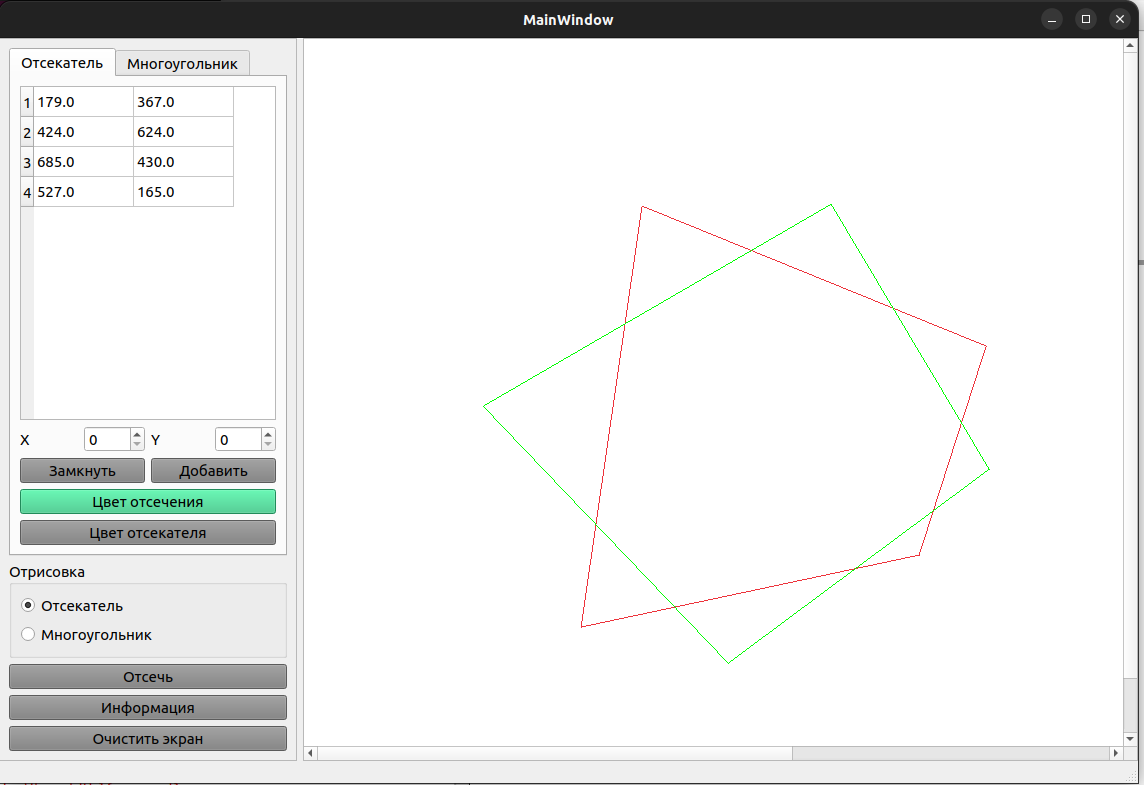 MainWindow
Отсекатель Многоугольник
1 179.0 367.0
2 424.0 624.0
3 685.0 430.0
4 527.0 165.0
X 0 Y 0
Замкнуть Добавить
Цвет отсечения
Цвет отсекателя
Отрисовка
Отсекатель
Многоугольник
Отсечь
Информация
Очистить экран